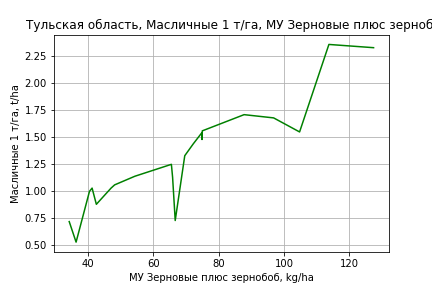 Тульская область, Масличные 1 т/га, МУ Зерновые плюс зерноб
2.25
2.00
1.75
1.50
1.25
1.00
0.75
0.50
Масличные 1 т/га, t/ha
40 60 80 100 120
МУ Зерновые плюс зернобоб, kg/ha